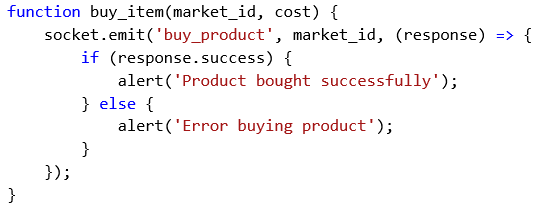 function buy_item(market_id, cost) {
    socket.emit('buy_product', market_id, (response) => {
        if (response.success) {
            alert('Product bought successfully');
        } else {
            alert('Error buying product');
        }
    });
}